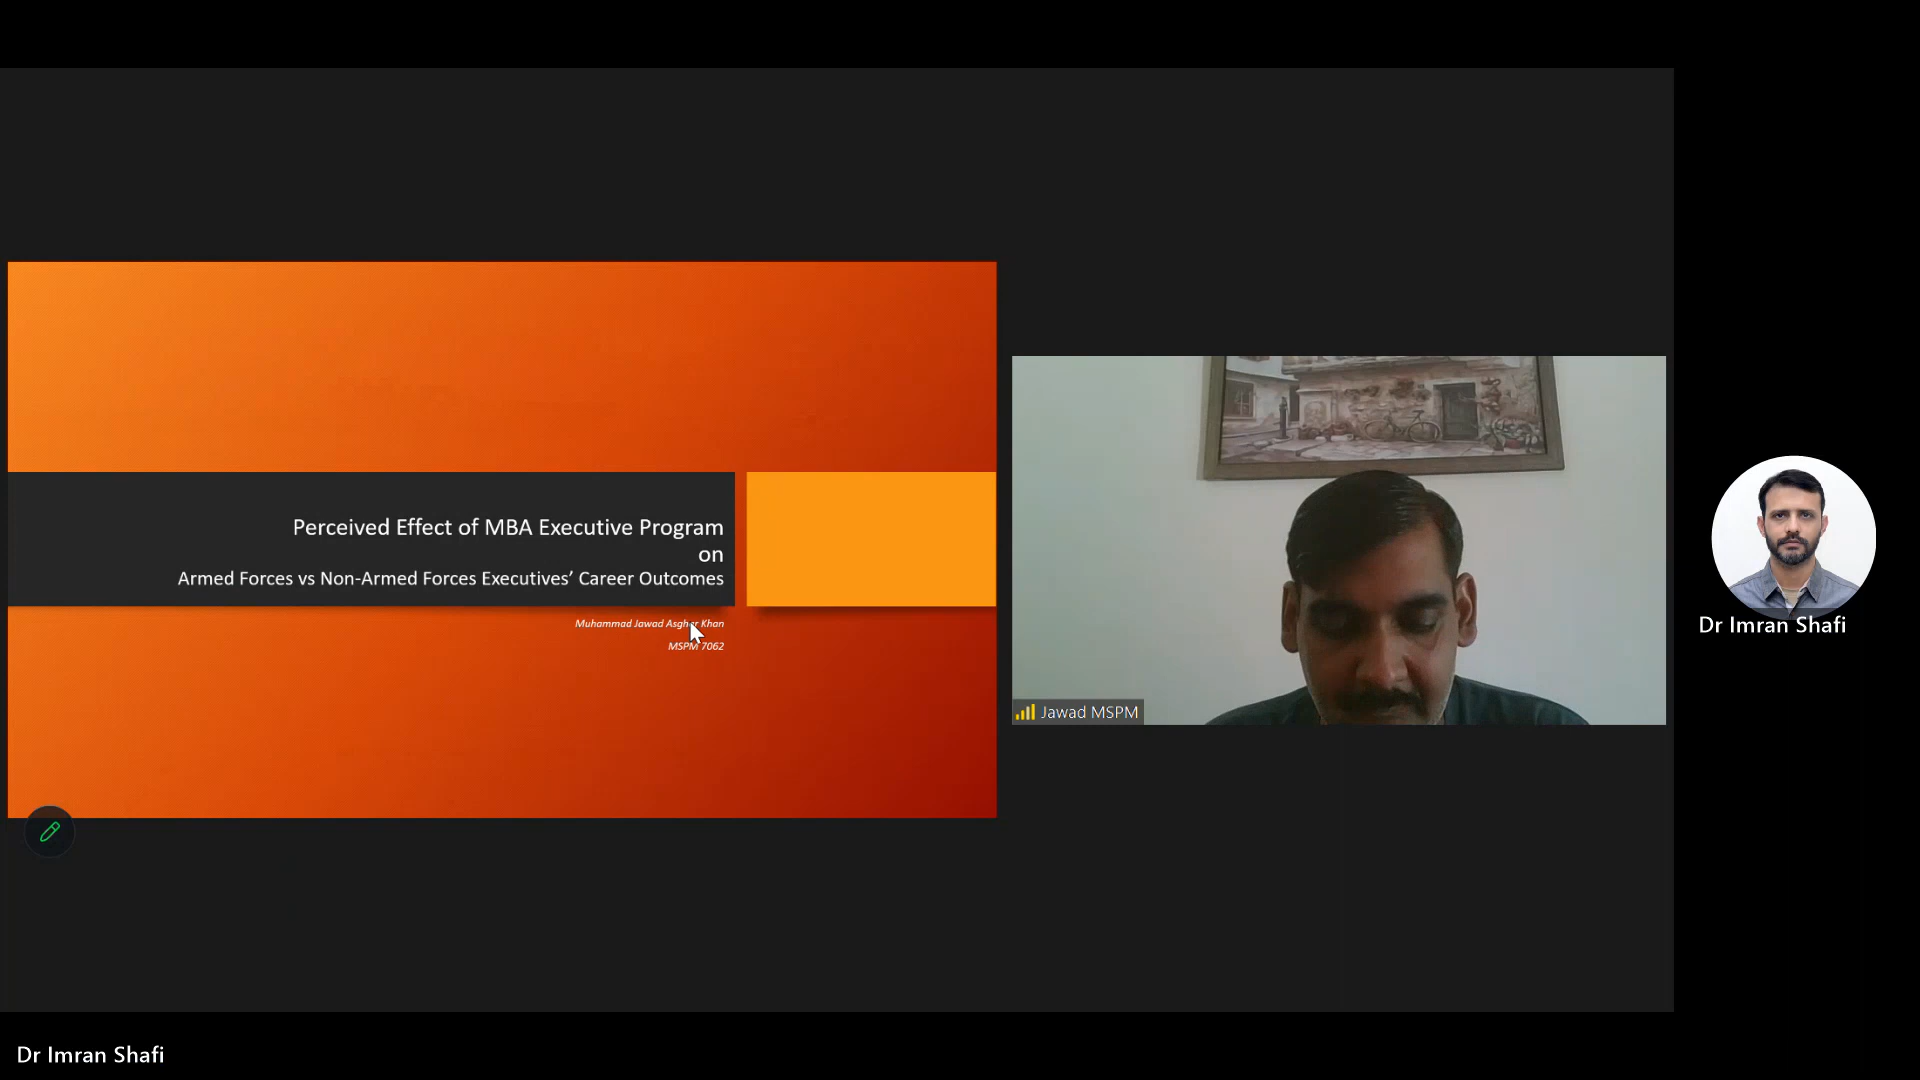 Perceived Effect of MBA Executive Program
on
Armed Forces vs Non-Armed Forces Executives’ Career Outcomes
Muhammad Jawad Asghar Khan
MSPM 7062
Jawad MSPM
Dr Imran Shafi
Dr Imran Shafi